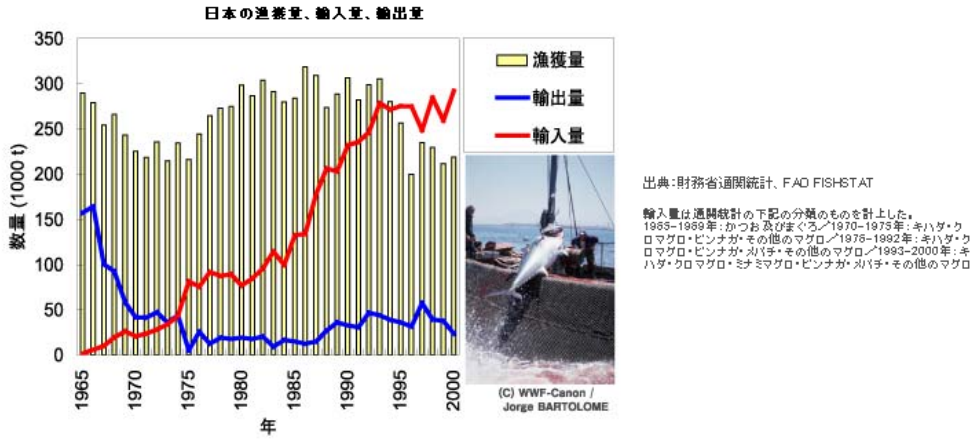 日本の漁獲量、輸入量、輸出量
350
300
250
200
150
100
50
0
数量 (1000 t)
1965
1970
1975
1980
1985
1990
1995
2000
年
漁獲量
輸出量
輸入量
(C) WWF-Canon /
Jorge BARTOLOME
出典:財務省通関統計、FAO FISHSTAT
輸入量は通関統計の下記の分類のものを計上した。
1965-1969年:かつお及びまぐろ/1970-1975年:キハダ・ク
ロマグロ・ビンナガ・その他のマグロ/1976-1992年:キハダ・ク
ロマグロ・ビンナガ・メバチ・その他のマグロ/1993-2000年:キ
ハダ・クロマグロ・ミナミマグロ・ビンナガ・メバチ・その他のマグロ